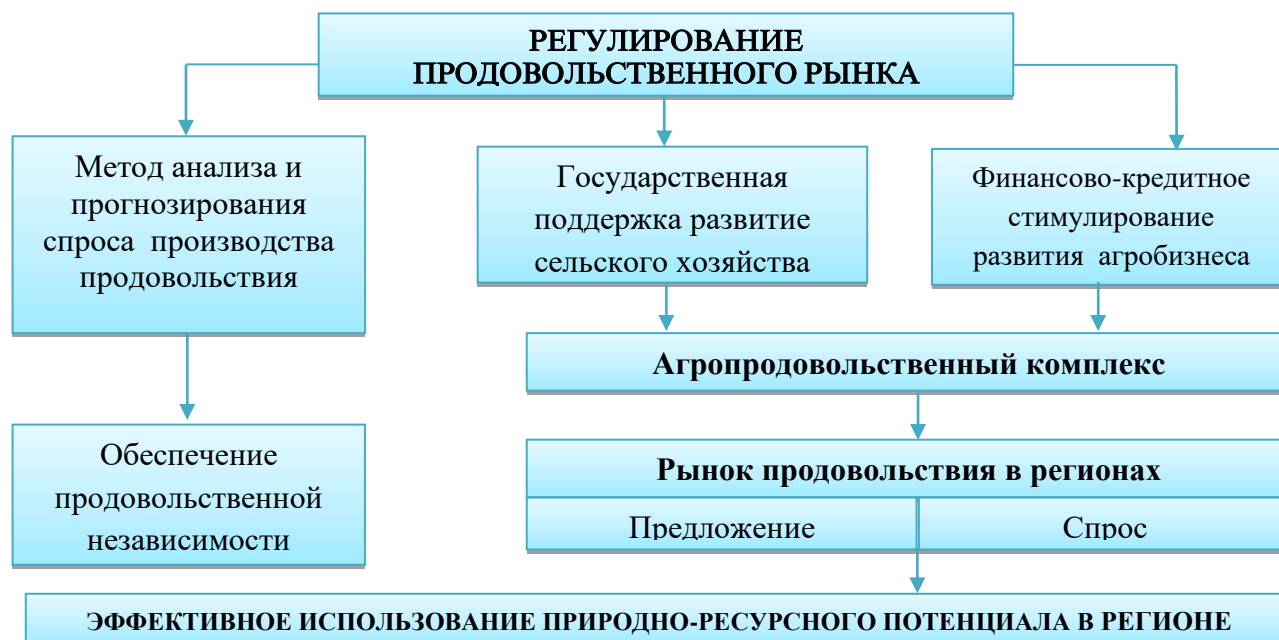 РЕГУЛИРОВАНИЕ
ПРОДОВОЛЬСТВЕННОГО РЫНКА
Метод анализа и
прогнозирования
спроса производства
продовольствия
Государственная
поддержка развитие
сельского хозяйства
Финансово-кредитное
стимулирование
развития агробизнеса
Агропродовольственный комплекс
Обеспечение
продовольственной
независимости
Рынок продовольствия в регионах
Предложение
Спрос
ЭФФЕКТИВНОЕ ИСПОЛЬЗОВАНИЕ ПРИРОДНО-РЕСУРСНОГО ПОТЕНЦИАЛА В РЕГИОНЕ